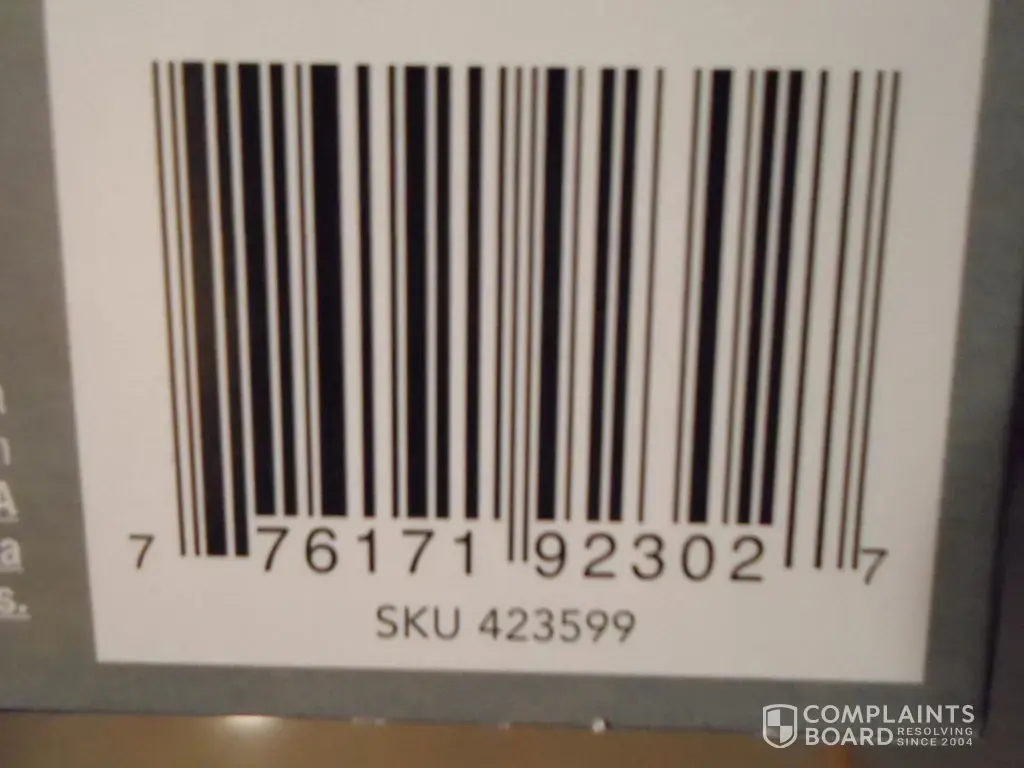 A
a
s.
7 76171 92302 7
SKU 423599
COMPLAINTS
BOARD RESOLVING
SINCE 2004